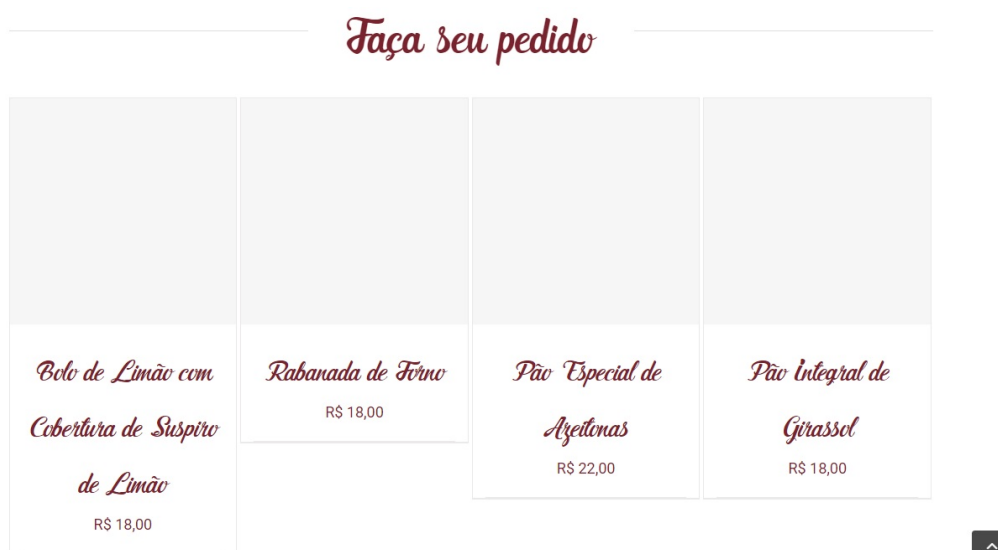 Faça seu pedido
Bolo de Limão com
Cobertura de Suspiro
de Limão
R$ 18,00
Rabanada de Forno
R$ 18,00
Pão Especial de
Azeitonas
R$ 22,00
Pão Integral de
Girassol
R$ 18,00